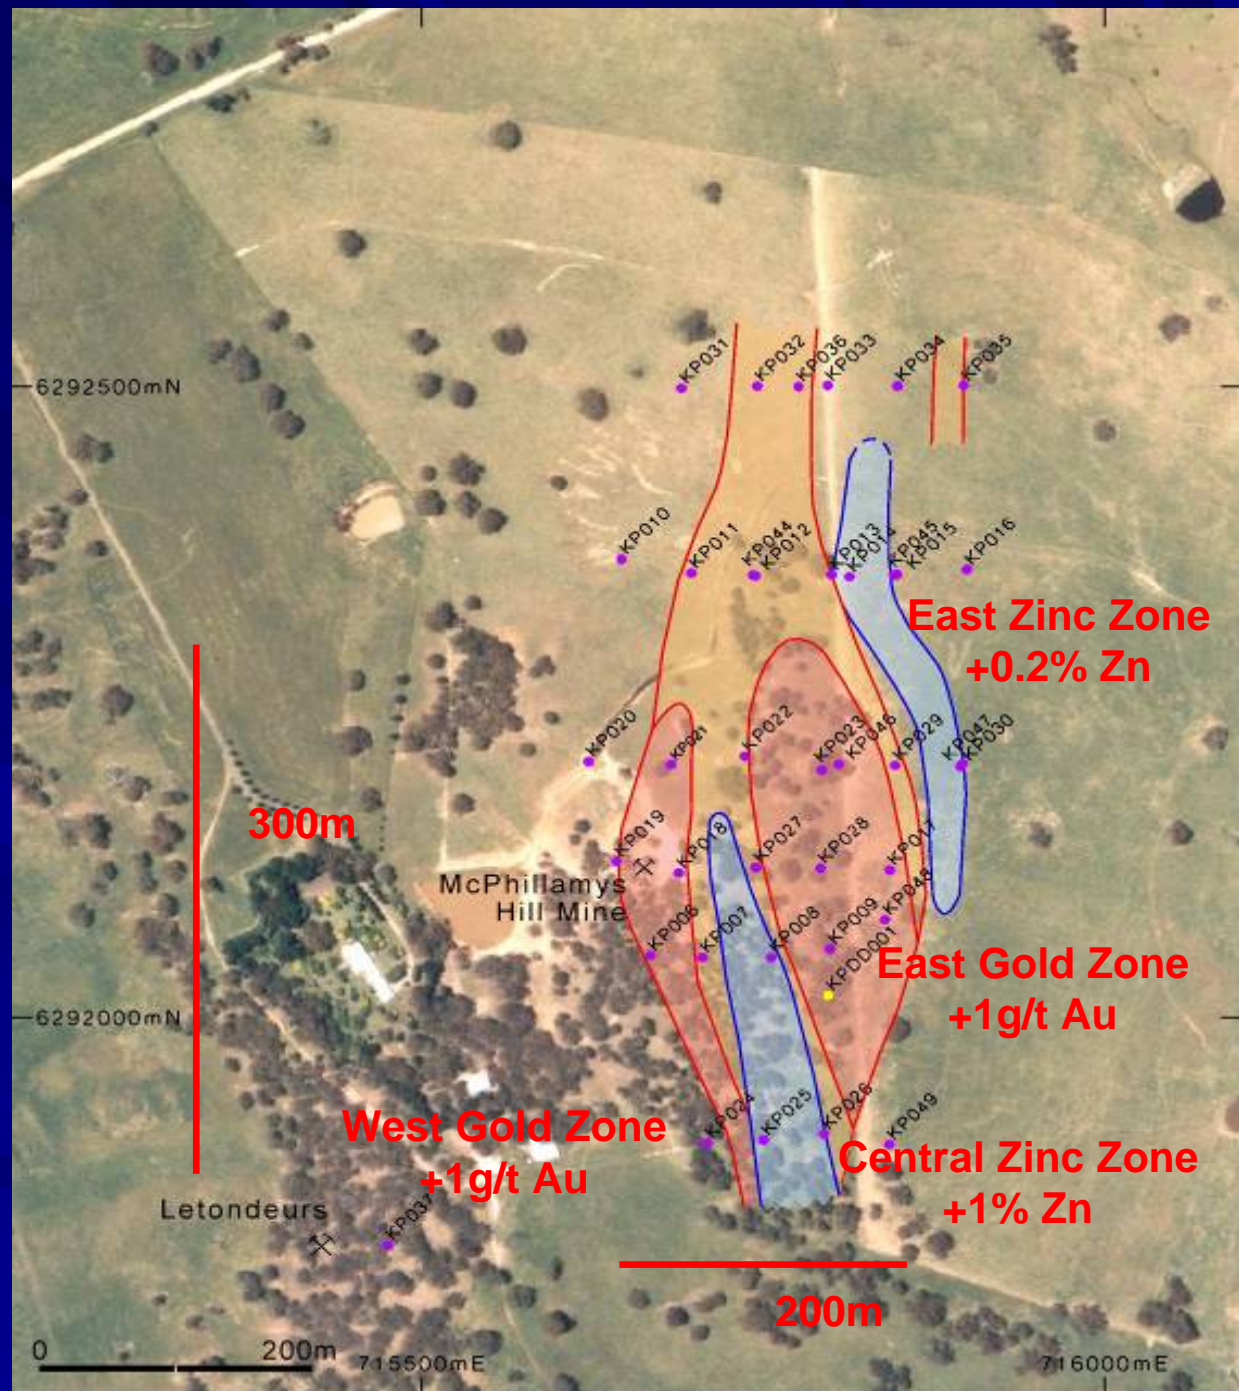 KP031
KP032
KP036
KP033
KP034
KP035
6292500mN
KP010
KP011
KP044
KP012
KP013
KP014
KP045
KP015
KP016
East Zinc Zone
+0.2% Zn
KP020
KP021
KP022
KP023
KP046
KP029
KP047
KP030
300m
KP019
KP018
KP027
KP028
KP017
McPhillamys
Hill Mine
KP048
KP006
KP007
KP008
KP009
KPDD001
East Gold Zone
+1g/t Au
6292000mN
KP024
KP025
KP026
KP049
West Gold Zone
+1g/t Au
Central Zinc Zone
+1% Zn
Letondeurs
KP037
200m
0
200m
715500mE
716000mE